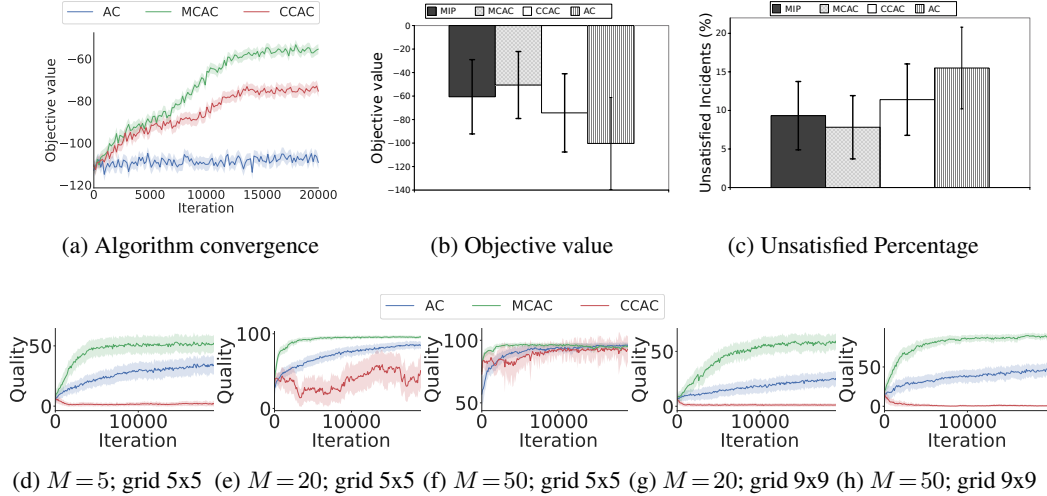 AC MCAC CCAC
Objective value
−60
−80
−100
−120
0 5000 10000 15000 20000
Iteration
(a) Algorithm convergence
MIP MCAC CCAC AC
Objective value
0
−20
−40
−60
−80
−100
−120
−140
(b) Objective value
MIP MCAC CCAC AC
Unsatisfied Incidents (%)
20
15
10
5
0
(c) Unsatisfied Percentage
AC MCAC CCAC
Quality
50
0
0 10000
Iteration
Quality
100
0
0 10000
Iteration
Quality
100
50
0 10000
Iteration
Quality
50
0
0 10000
Iteration
Quality
50
0
0 10000
Iteration
(d) M = 5; grid 5x5 (e) M = 20; grid 5x5 (f) M = 50; grid 5x5 (g) M = 20; grid 9x9 (h) M = 50; grid 9x9